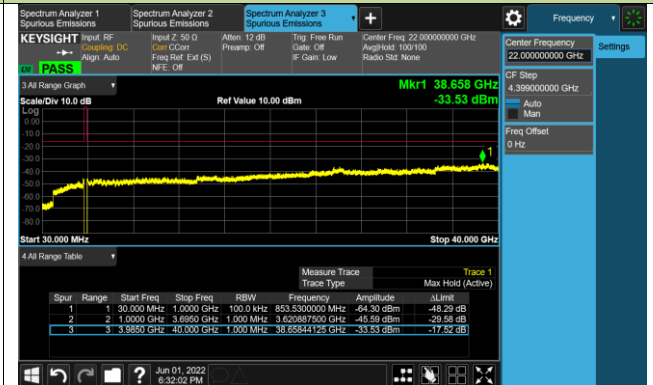 Spectrum Analyzer 1
Spurious Emissions
Spectrum Analyzer 2
Spurious Emissions
Spectrum Analyzer 3
Spurious Emissions
Frequency
KEYSIGHT
Input: RF
Coupling: DC
Align: Auto
Input Z: 50 Ω
Corr CCorr
Freq Ref: Ext (S)
NFE: Off
Atten: 12 dB
Preamp: Off
Trig: Free Run
Gate: Off
IF Gain: Low
Center Freq: 22.000000000 GHz
Avg|Hold: 100/100
Radio Std: None
PASS
Center Frequency
22.000000000 GHz
Settings
CF Step
4.399000000 GHz
Auto
Man
Freq Offset
0 Hz
3 All Range Graph
Mkr1 38.658 GHz
Scale/Div 10.0 dB
Ref Value 10.00 dBm
-33.53 dBm
Log
0.00
-10.0
-20.0
-30.0
-40.0
-50.0
-60.0
-70.0
-80.0
1
Start 30.000 MHz
Stop 40.000 GHz
4 All Range Table
Measure Trace Trace 1
Trace Type Max Hold (Active)
Spur Range Start Freq Stop Freq RBW Frequency Amplitude ΔLimit
1 1 30.000 MHz 1.0000 GHz 100.0 kHz 853.5300000 MHz -64.30 dBm -48.29 dB
2 2 1.0000 GHz 3.6950 GHz 1.000 MHz 3.620887500 GHz -45.59 dBm -29.58 dB
3 3 3.9850 GHz 40.000 GHz 1.000 MHz 38.65844125 GHz -33.53 dBm -17.52 dB
Jun 01, 2022
6:32:02 PM